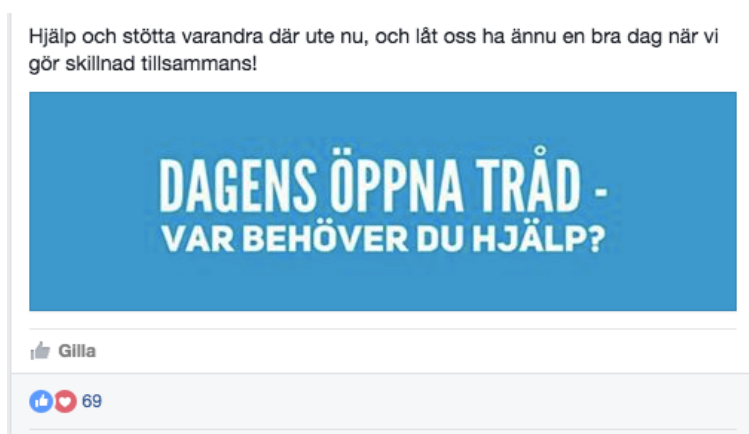 Hjälp och stötta varandra där ute nu, och låt oss ha ännu en bra dag när vi
gör skillnad tillsammans!
DAGENS ÖPPNA TRÅD -
VAR BEHÖVER DU HJÄLP?
Gilla
69